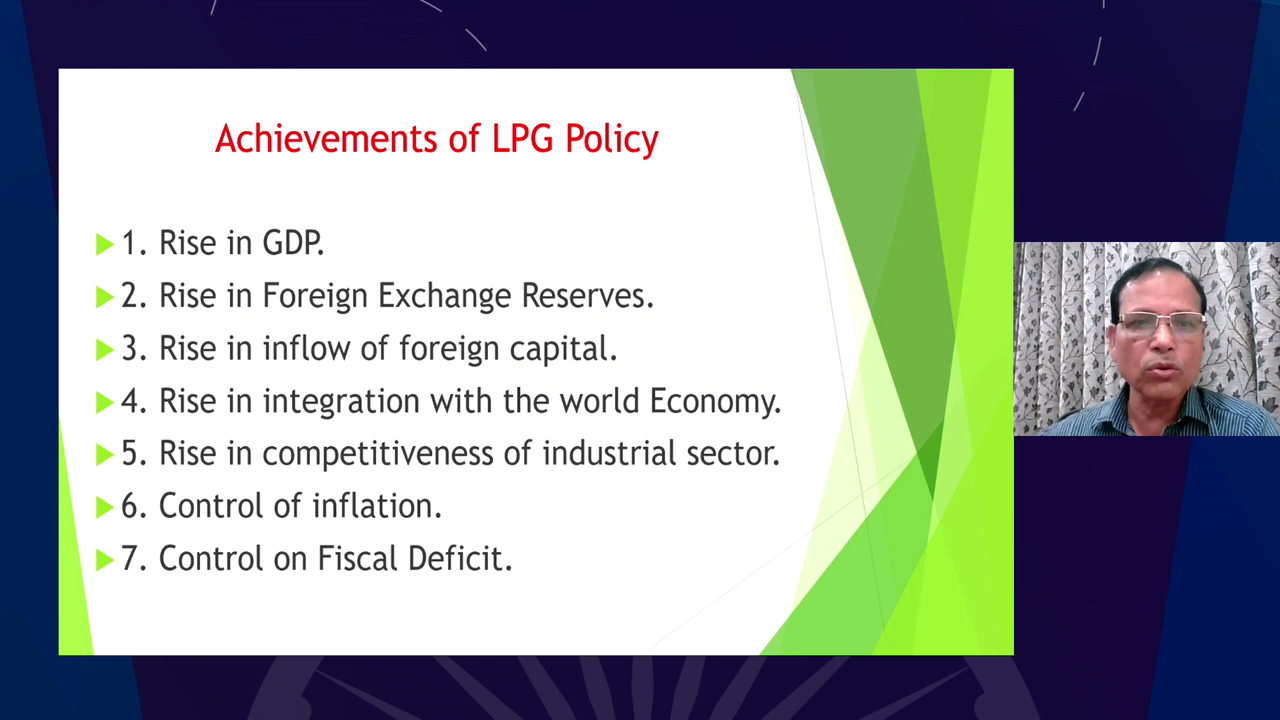 Achievements of LPG Policy
1. Rise in GDP.
2. Rise in Foreign Exchange Reserves.
3. Rise in inflow of foreign capital.
4. Rise in integration with the world Economy.
5. Rise in competitiveness of industrial sector.
6. Control of inflation.
7. Control on Fiscal Deficit.